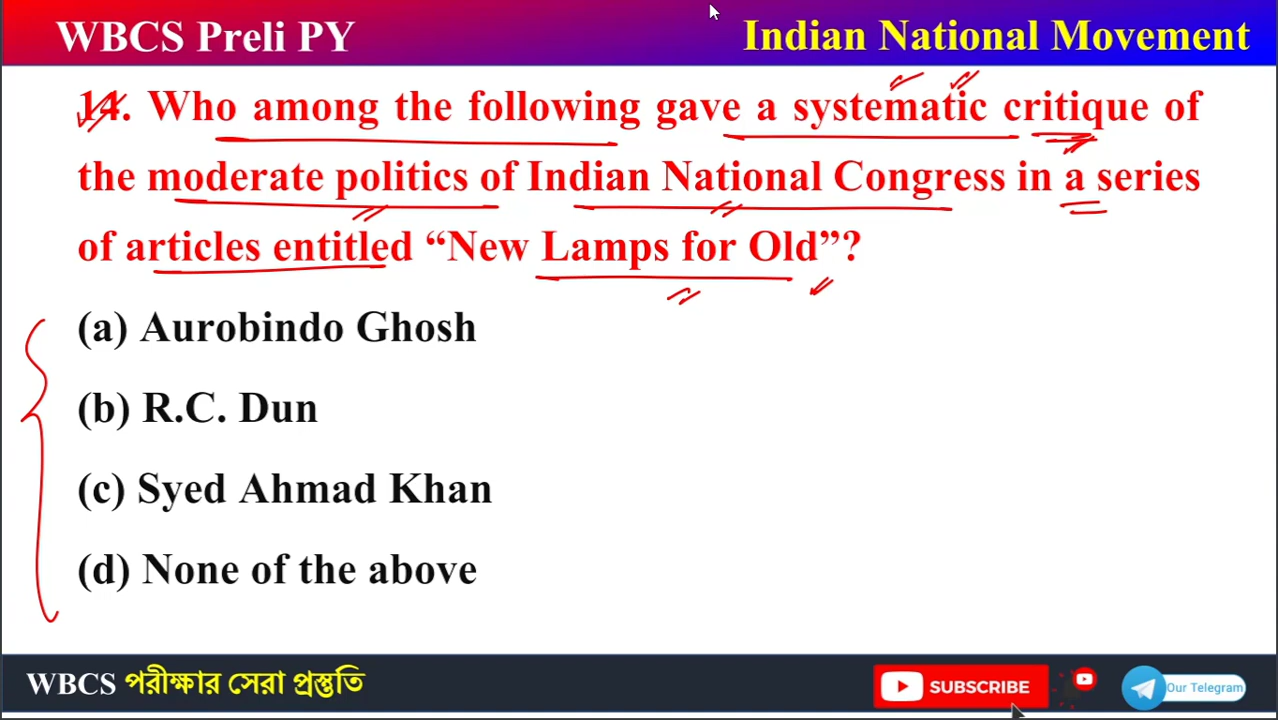 WBCS Preli PY
Indian National Movement
14. Who among the following gave a systematic critique of
the moderate politics of Indian National Congress in a series
of articles entitled “New Lamps for Old”?
(a) Aurobindo Ghosh
(b) R.C. Dun
(c) Syed Ahmad Khan
(d) None of the above
WBCS পরীক্ষার সেরা প্রস্তুতি
SUBSCRIBE
Our Telegram